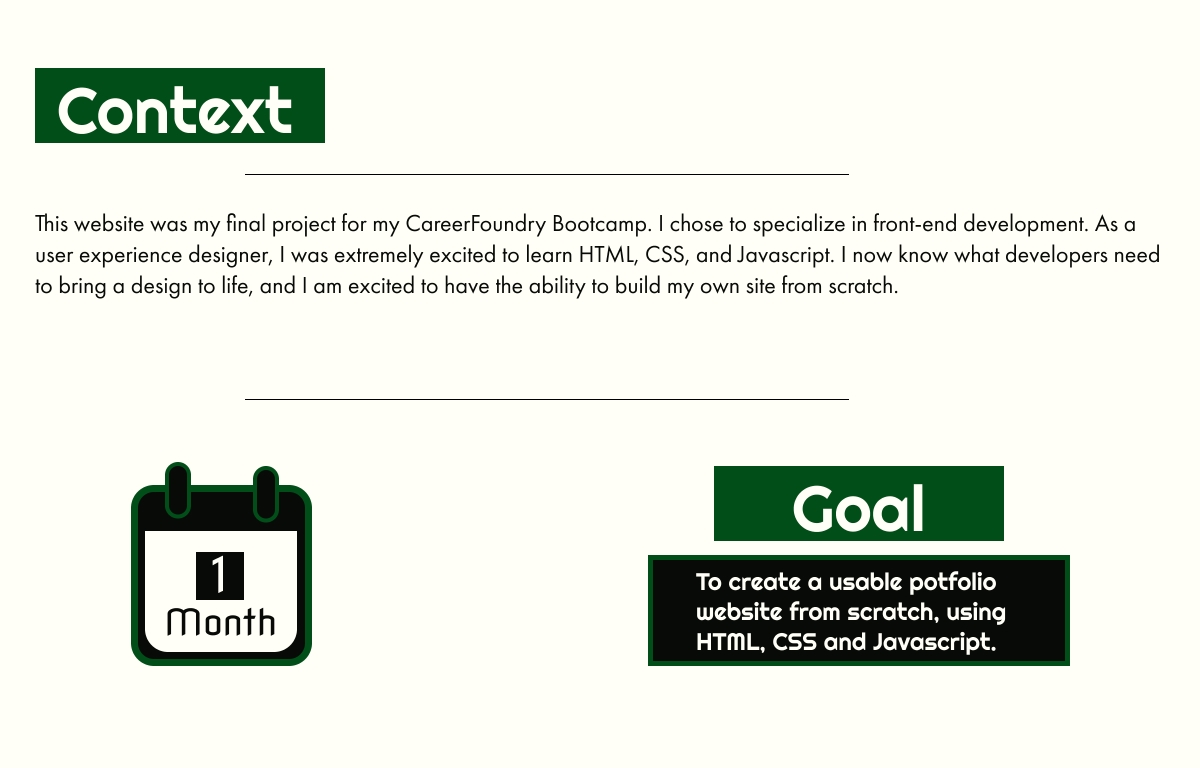 Context
This website was my final project for my CareerFoundry Bootcamp. I chose to specialize in front-end development. As a
user experience designer, I was extremely excited to learn HTML, CSS, and Javascript. I now know what developers need
to bring a design to life, and I am excited to have the ability to build my own site from scratch.
1
Month
Goal
To create a usable potfolio
website from scratch, using
HTML, CSS and Javascript.